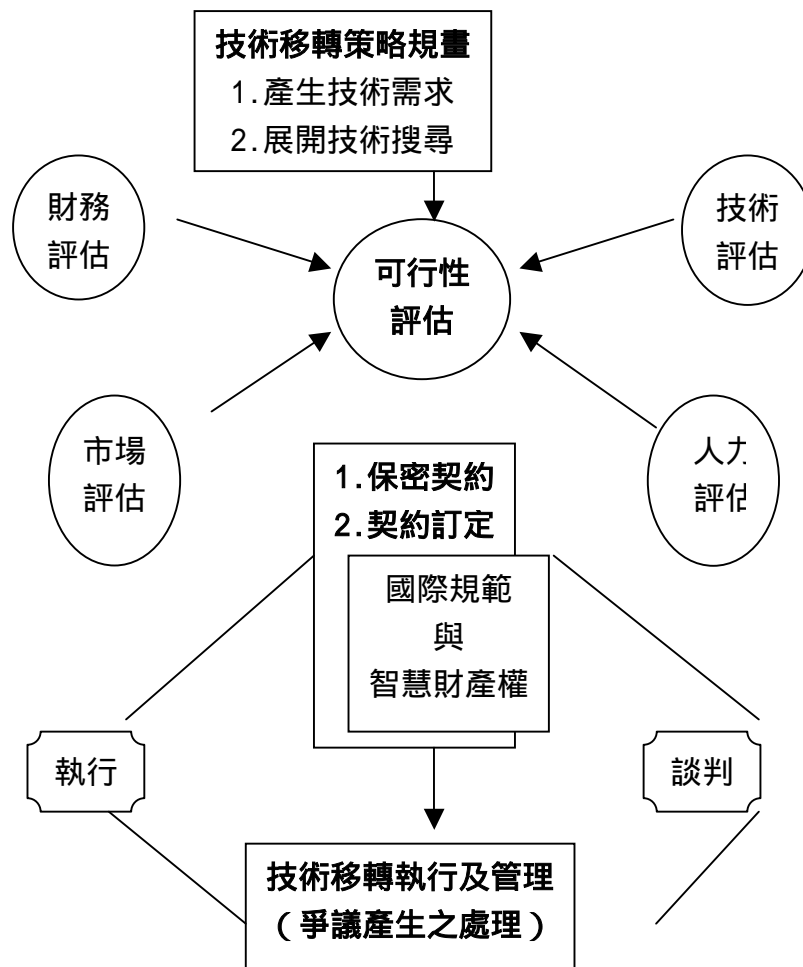 技術移轉策略規畫
1.產生技術需求
2.展開技術搜尋
財務
評估
技術
評估
可行性
評估
市場
評估
人力
評估
1.保密契約
2.契約訂定
國際規範
與
智慧財產權
執行
談判
技術移轉執行及管理
(爭議產生之處理)